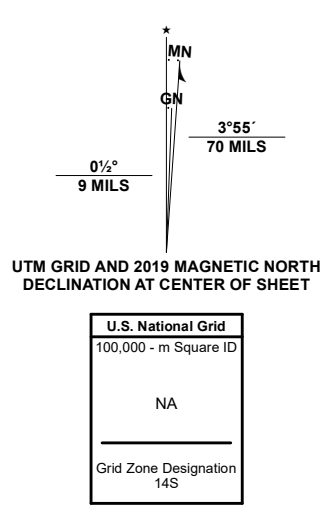 ★
MN
GN
3°55´
70 MILS
0½°
9 MILS
UTM GRID AND 2019 MAGNETIC NORTH
DECLINATION AT CENTER OF SHEET
U.S. National Grid
100,000 - m Square ID
NA
Grid Zone Designation
14S